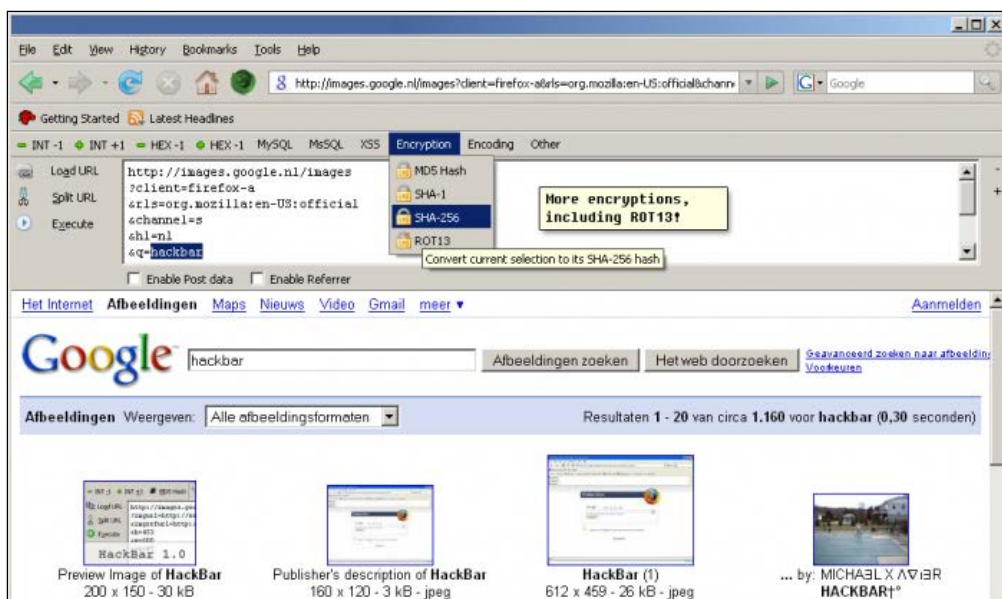 File Edit View History Bookmarks Tools Help
http://images.google.nl/images?client=firefox-a&rls=org.mozilla:en-US:official&chann
G Google
Getting Started Latest Headlines
INT -1 INT +1 HEX -1 HEX +1 MySQL MsSQL XSS Encryption Encoding Other
Load URL
Split URL
Execute
http://images.google.nl/images
?client=firefox-a
&rls=org.mozilla:en-US:official
&channel=s
&hl=nl
&q=hackbar
MD5 Hash
SHA-1
SHA-256
ROT13
Convert current selection to its SHA-256 hash
More encryptions,
including ROT13!
Enable Post data Enable Referrer
Het Internet Afbeeldingen Maps Nieuws Video Gmail meer ▼ Aanmelden
Google hackbar Afbeeldingen zoeken Het web doorzoeken
Geavanceerd zoeken naar afbeeldin
Voorkeuren
Afbeeldingen Weergeven: Alle afbeeldingsformaten Resultaten 1 - 20 van circa 1.160 voor hackbar (0,30 seconden)
HackBar 1.0
Preview Image of HackBar
200 x 150 - 30 kB
Publisher's description of HackBar
160 x 120 - 3 kB - jpeg
HackBar (1)
612 x 459 - 26 kB - jpeg
... by: MICHAƎL X ΛVIƎR
HACKBAR†°